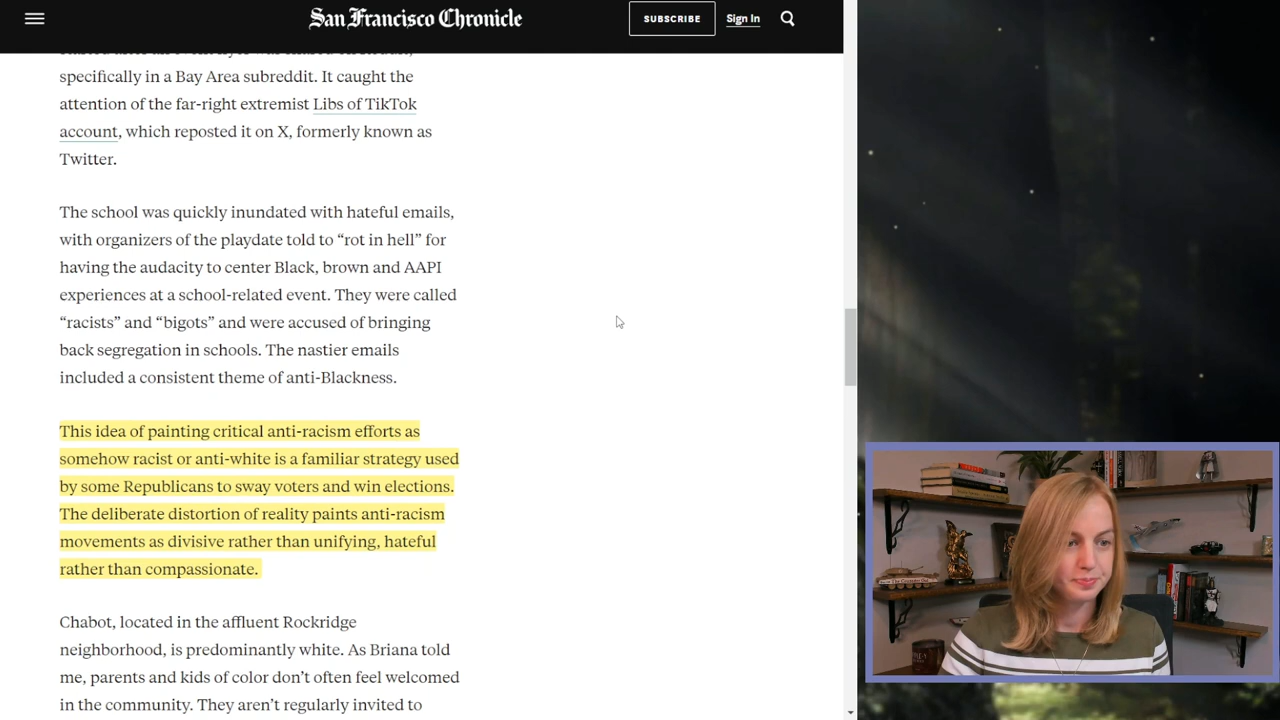 San Francisco Chronicle
SUBSCRIBE
Sign In
specifically in a Bay Area subreddit. It caught the
attention of the far-right extremist Libs of TikTok
account, which reposted it on X, formerly known as
Twitter.
The school was quickly inundated with hateful emails,
with organizers of the playdate told to “rot in hell” for
having the audacity to center Black, brown and AAPI
experiences at a school-related event. They were called
“racists” and “bigots” and were accused of bringing
back segregation in schools. The nastier emails
included a consistent theme of anti-Blackness.
This idea of painting critical anti-racism efforts as
somehow racist or anti-white is a familiar strategy used
by some Republicans to sway voters and win elections.
The deliberate distortion of reality paints anti-racism
movements as divisive rather than unifying, hateful
rather than compassionate.
Chabot, located in the affluent Rockridge
neighborhood, is predominantly white. As Briana told
me, parents and kids of color don’t often feel welcomed
in the community. They aren’t regularly invited to